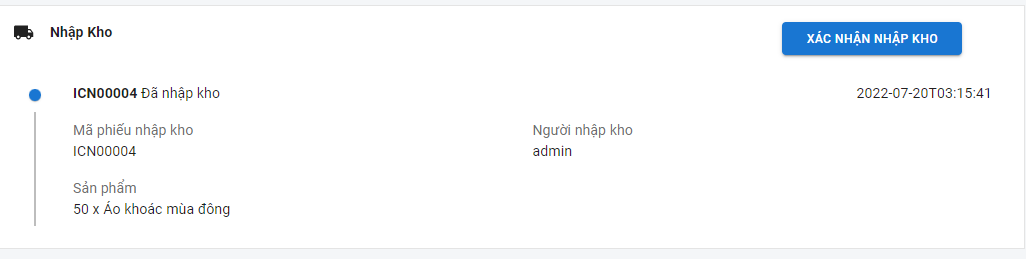 Nhập Kho
XÁC NHẬN NHẬP KHO
ICN00004 Đã nhập kho
2022-07-20T03:15:41
Mã phiếu nhập kho
Người nhập kho
ICN00004
admin
Sản phẩm
50 x Áo khoác mùa đông